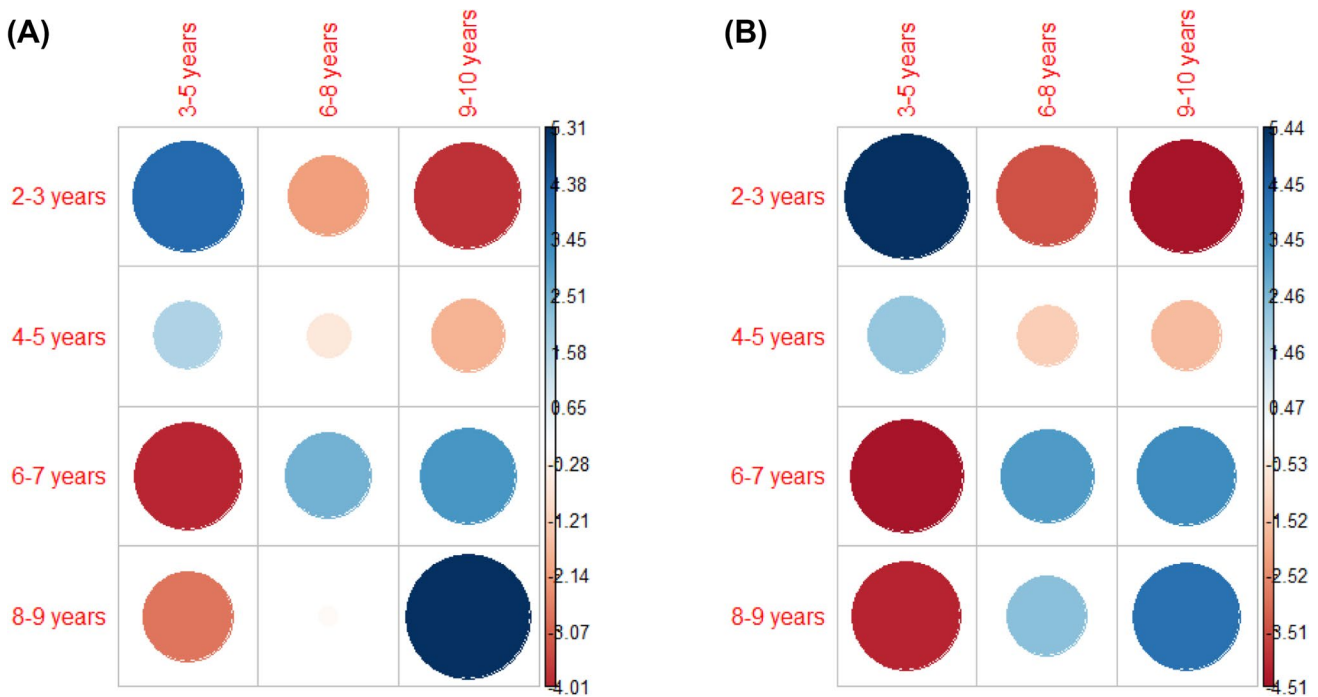 (A)
3-5 years
6-8 years
9-10 years
2-3 years
4-5 years
6-7 years
8-9 years
5.31
4.38
3.45
2.51
1.58
0.65
-0.28
-1.21
-2.14
-3.07
-4.01
(B)
3-5 years
6-8 years
9-10 years
2-3 years
4-5 years
6-7 years
8-9 years
5.44
4.45
3.45
2.46
1.46
0.47
-0.53
-1.52
-2.52
-3.51
-4.51